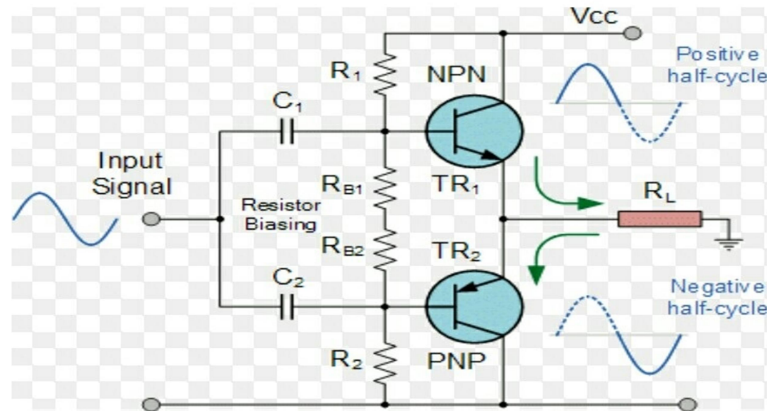 Vcc
Positive
half-cycle
R1
NPN
C1
Input
Signal
Resistor
Biasing
RB1
TR1
RL
RB2
TR2
C2
Negative
half-cycle
R2
PNP